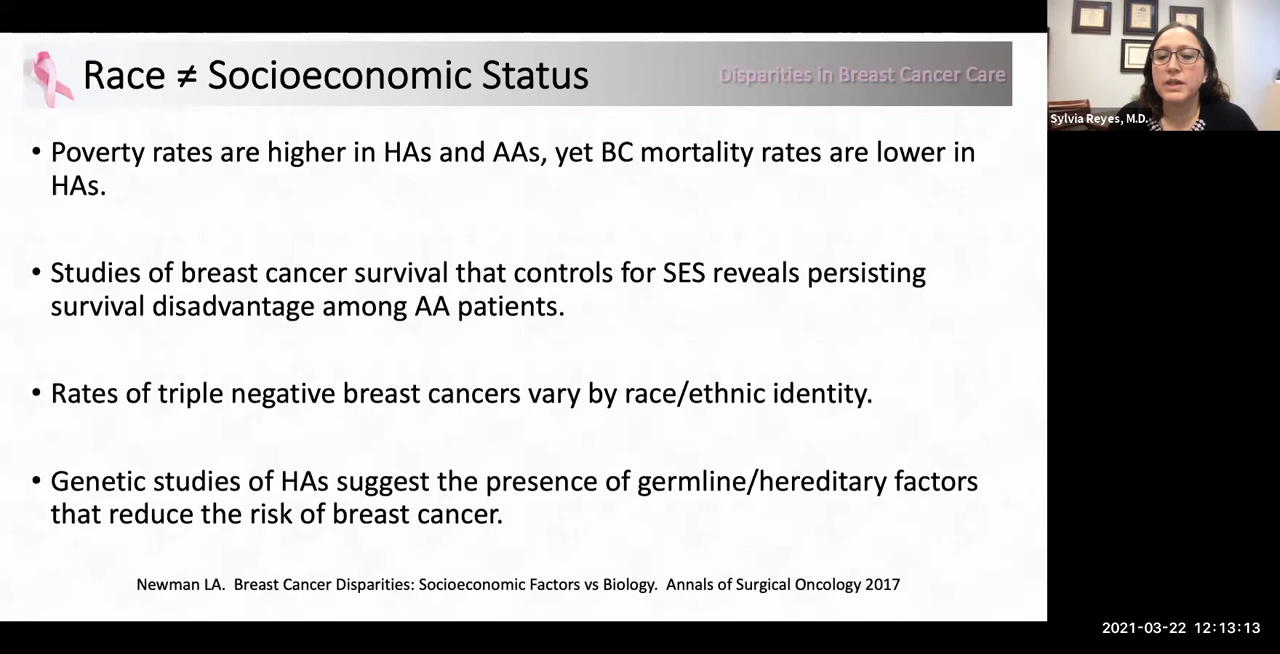 Race ≠ Socioeconomic Status
Disparities in Breast Cancer Care
Sylvia Reyes, M.D.
• Poverty rates are higher in HAs and AAs, yet BC mortality rates are lower in
HAs.
• Studies of breast cancer survival that controls for SES reveals persisting
survival disadvantage among AA patients.
• Rates of triple negative breast cancers vary by race/ethnic identity.
• Genetic studies of HAs suggest the presence of germline/hereditary factors
that reduce the risk of breast cancer.
Newman LA. Breast Cancer Disparities: Socioeconomic Factors vs Biology. Annals of Surgical Oncology 2017
2021-03-22 12:13:13